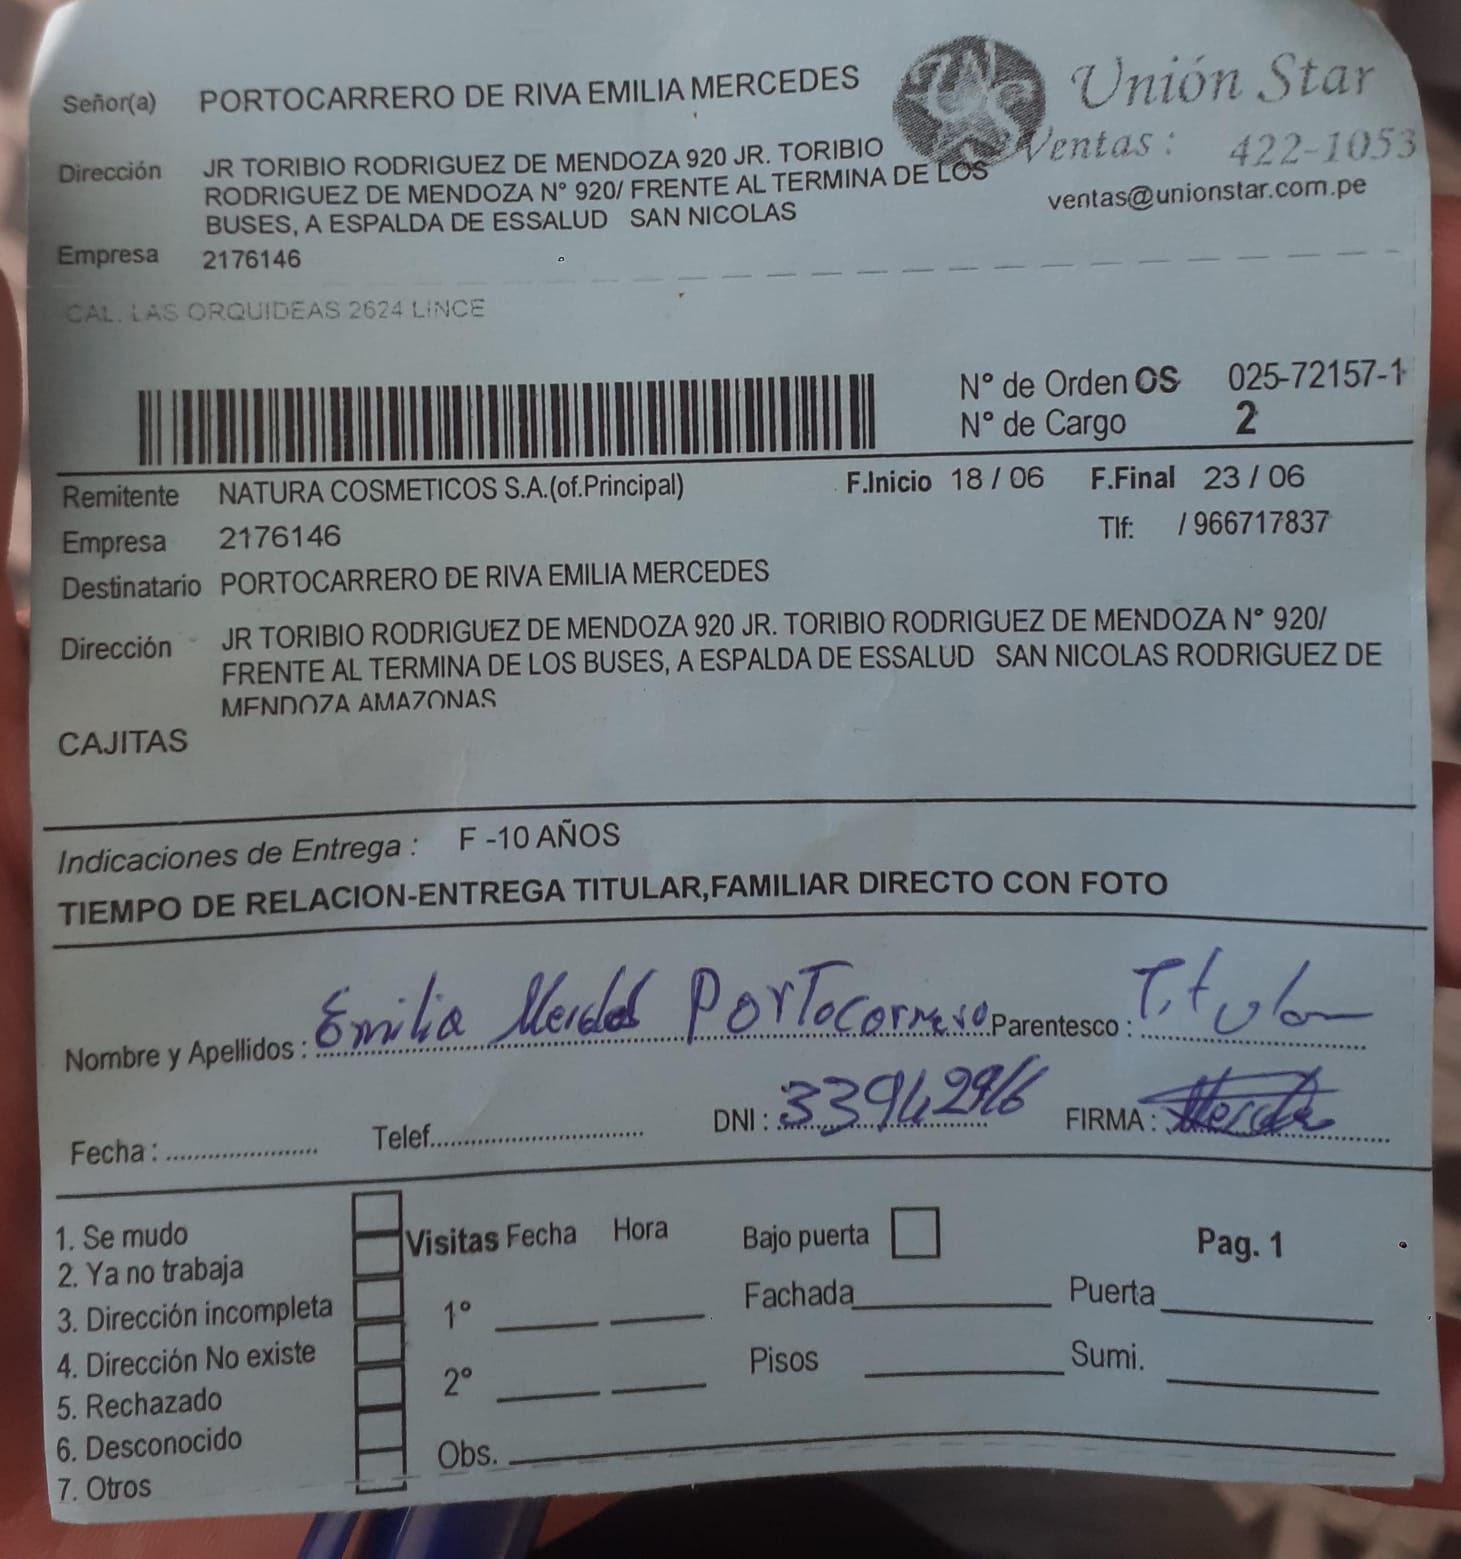 Señor(a) PORTOCARRERO DE RIVA EMILIA MERCEDES
Unión Star
Ventas : 422-1053
ventas@unionstar.com.pe
Dirección JR TORIBIO RODRIGUEZ DE MENDOZA 920 JR. TORIBIO
RODRIGUEZ DE MENDOZA N° 920/ FRENTE AL TERMINA DE LOS
BUSES, A ESPALDA DE ESSALUD SAN NICOLAS
Empresa 2176146
CAL. LAS ORQUIDEAS 2624 LINCE
N° de Orden OS 025-72157-1
N° de Cargo 2
Remitente NATURA COSMETICOS S.A.(of.Principal) F.Inicio 18 / 06 F.Final 23 / 06
Empresa 2176146 Tlf: / 966717837
Destinatario PORTOCARRERO DE RIVA EMILIA MERCEDES
Dirección JR TORIBIO RODRIGUEZ DE MENDOZA 920 JR. TORIBIO RODRIGUEZ DE MENDOZA N° 920/
FRENTE AL TERMINA DE LOS BUSES, A ESPALDA DE ESSALUD SAN NICOLAS RODRIGUEZ DE
MENDOZA AMAZONAS
CAJITAS
Indicaciones de Entrega : F -10 AÑOS
TIEMPO DE RELACION-ENTREGA TITULAR,FAMILIAR DIRECTO CON FOTO
Nombre y Apellidos : Emilia PORTOCARRERO Parentesco : Titular
Fecha : Telef. DNI : FIRMA :
1. Se mudo
2. Ya no trabaja
3. Dirección incompleta
4. Dirección No existe
5. Rechazado
6. Desconocido
7. Otros
Visitas Fecha Hora
1°
2°
Obs.
Bajo puerta
Fachada Puerta
Pisos Sumi.
Pag. 1